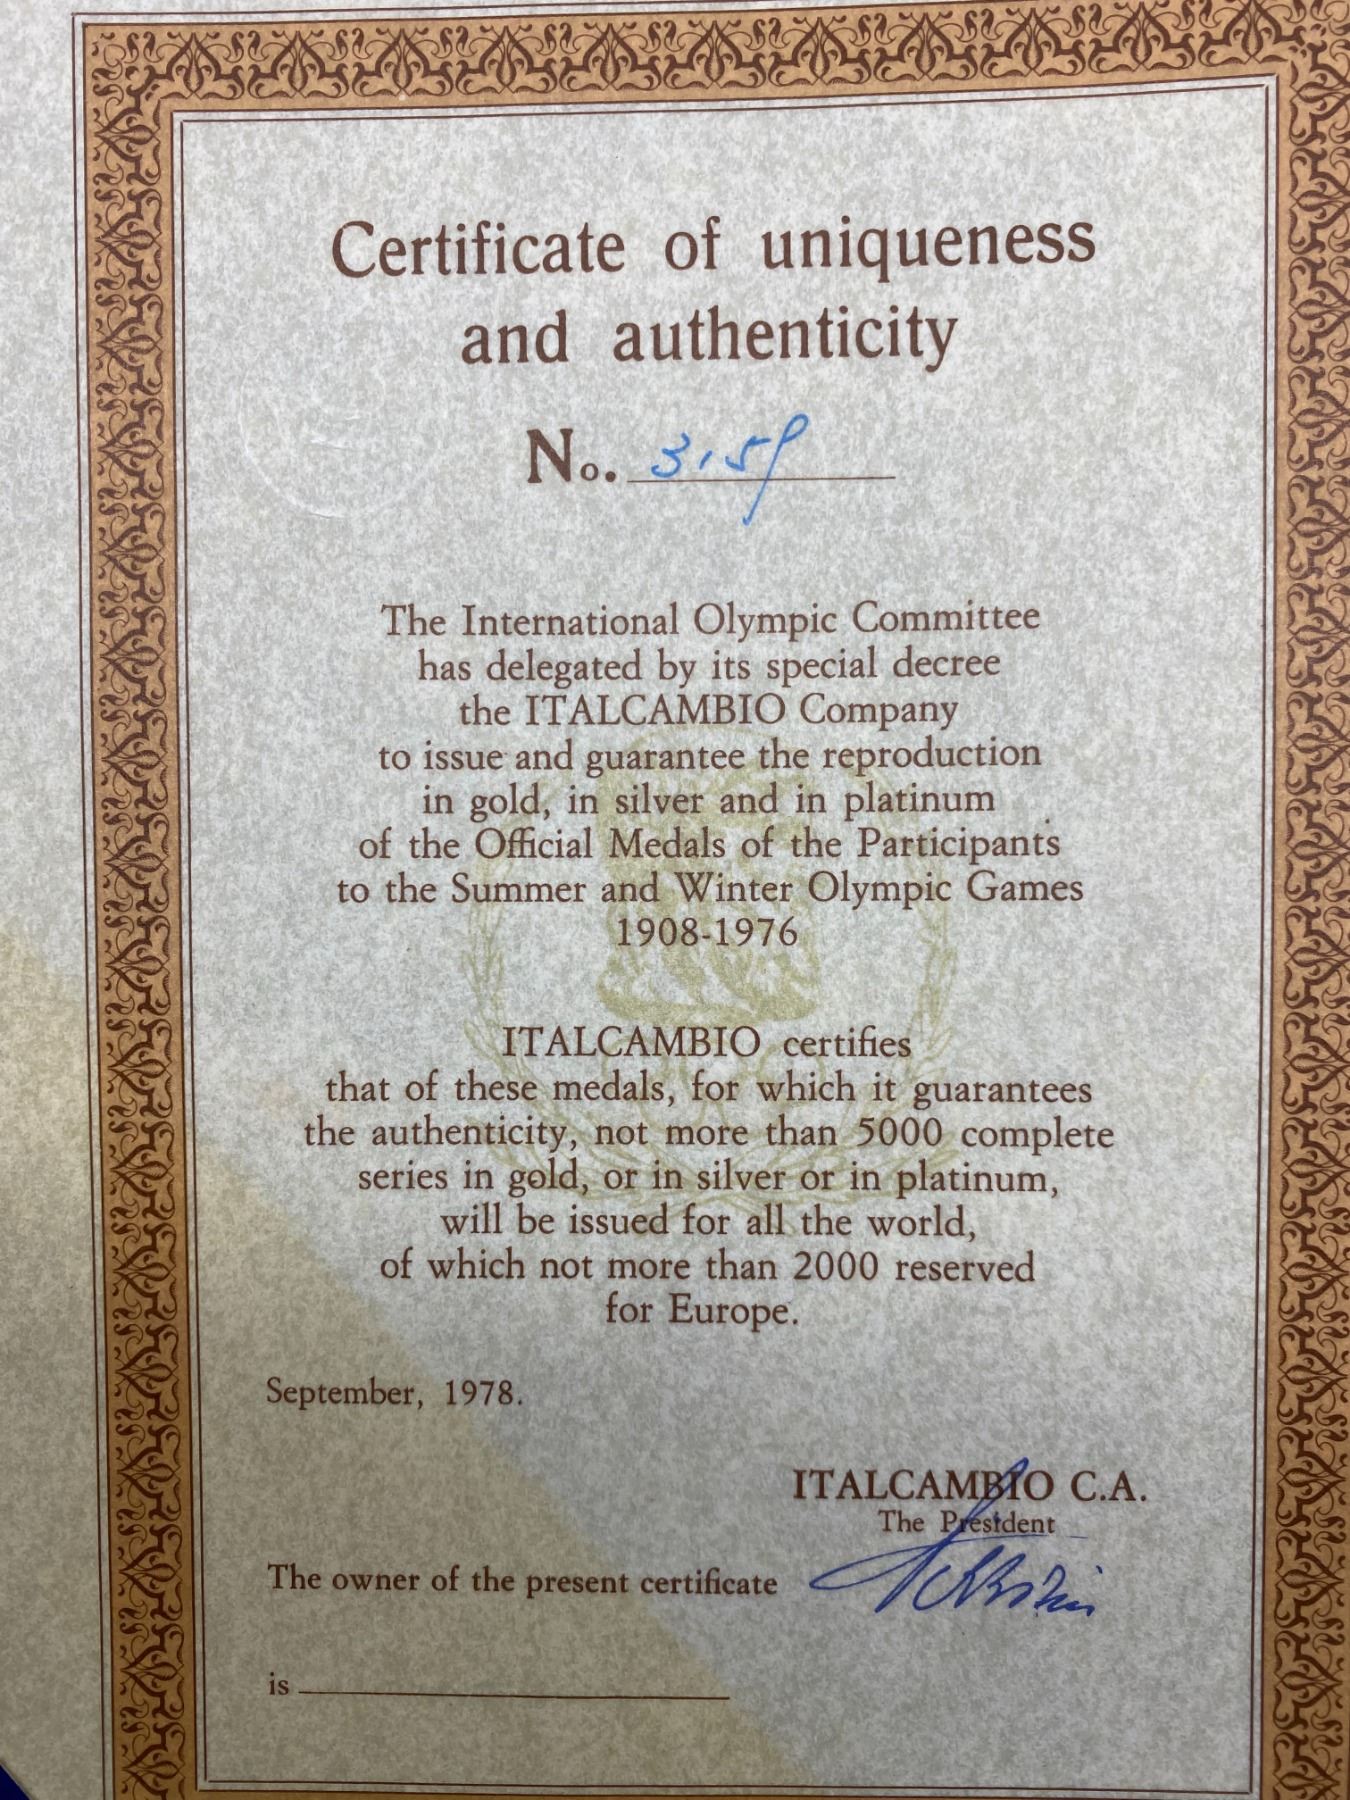 Certificate of uniqueness
and authenticity
No. 3159
The International Olympic Committee
has delegated by its special decree
the ITALCAMBIO Company
to issue and guarantee the reproduction
in gold, in silver and in platinum
of the Official Medals of the Participants
to the Summer and Winter Olympic Games
1908-1976
ITALCAMBIO certifies
that of these medals, for which it guarantees
the authenticity, not more than 5000 complete
series in gold, or in silver or in platinum,
will be issued for all the world,
of which not more than 2000 reserved
for Europe.
September, 1978.
ITALCAMBIO C.A.
The President
The owner of the present certificate
is